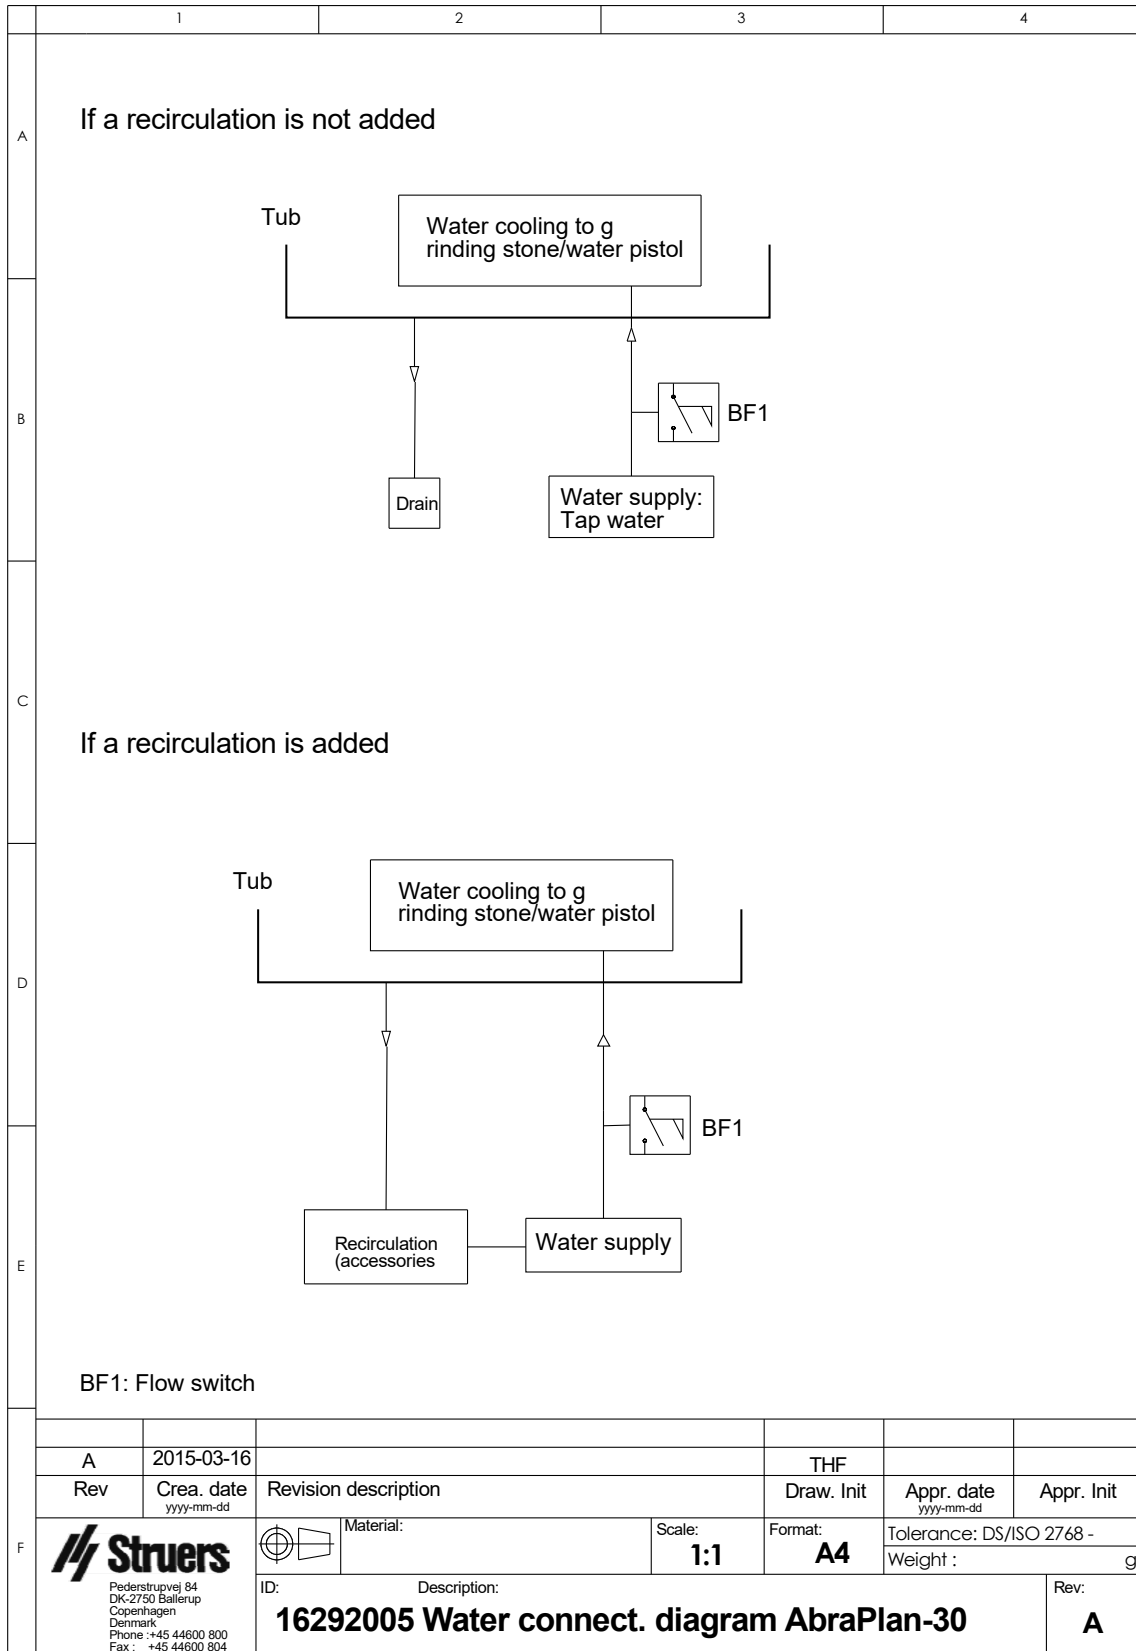 1 2 3 4
A
If a recirculation is not added
Tub
Water cooling to g
rinding stone/water pistol
B
BF1
Drain
Water supply:
Tap water
C
If a recirculation is added
Tub
Water cooling to g
rinding stone/water pistol
D
BF1
Recirculation
(accessories
Water supply
E
BF1: Flow switch
A 2015-03-16 THF
Rev Crea. date Revision description Draw. Init Appr. date Appr. Init
yyyy-mm-dd yyyy-mm-dd
F
Struers
Pederstrupvej 84
DK-2750 Ballerup
Copenhagen
Denmark
Phone :+45 44600 800
Fax : +45 44600 804
Material:
Scale:
1:1
Format:
A4
Tolerance: DS/ISO 2768 -
Weight : g
ID: Description:
16292005 Water connect. diagram AbraPlan-30
Rev:
A